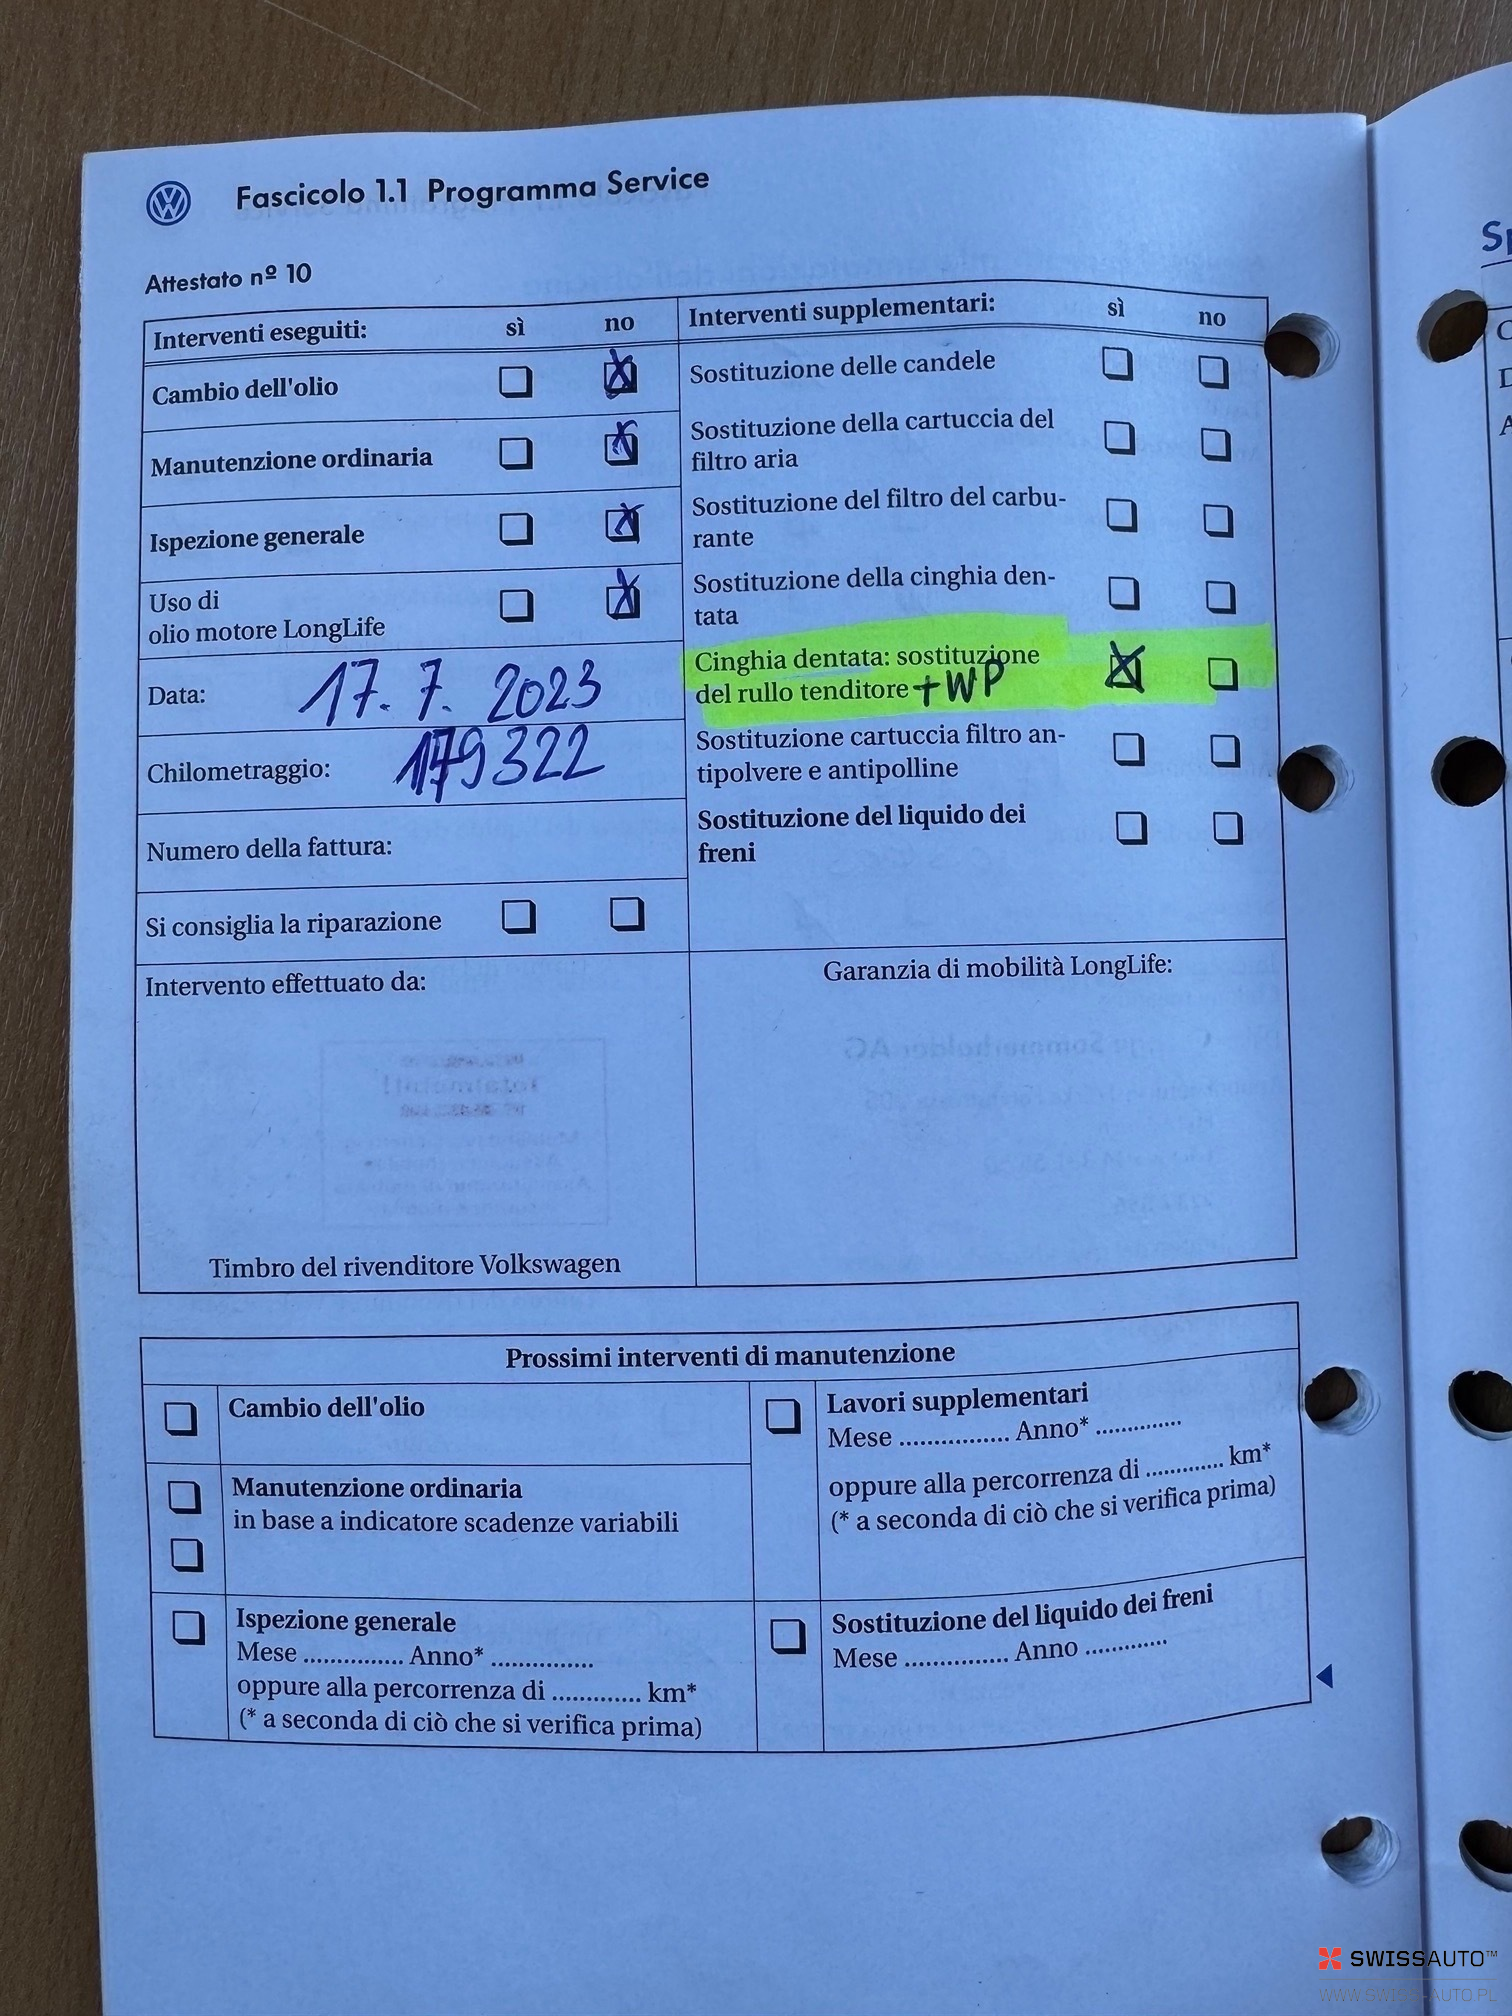 Fascicolo 1.1 Programma Service
Attestato nº 10
Interventi eseguiti: sì no
Cambio dell'olio
Manutenzione ordinaria
Ispezione generale
Uso di
olio motore LongLife
Data: 17. 7. 2023
Chilometraggio: 179322
Numero della fattura:
Si consiglia la riparazione
Intervento effettuato da:
Timbro del rivenditore Volkswagen
Interventi supplementari: sì no
Sostituzione delle candele
Sostituzione della cartuccia del
filtro aria
Sostituzione del filtro del carbu-
rante
Sostituzione della cinghia den-
tata
Cinghia dentata: sostituzione
del rullo tenditore +WP
Sostituzione cartuccia filtro an-
tipolvere e antipolline
Sostituzione del liquido dei
freni
Garanzia di mobilità LongLife:
Prossimi interventi di manutenzione
Cambio dell'olio
Manutenzione ordinaria
in base a indicatore scadenze variabili
Ispezione generale
Mese ............... Anno* ...............
oppure alla percorrenza di ............. km*
(* a seconda di ciò che si verifica prima)
Lavori supplementari
Mese ................ Anno* .............
oppure alla percorrenza di ............ km*
(* a seconda di ciò che si verifica prima)
Sostituzione del liquido dei freni
Mese ............... Anno ............
SWISSAUTO™
WWW.SWISS-AUTO.PL